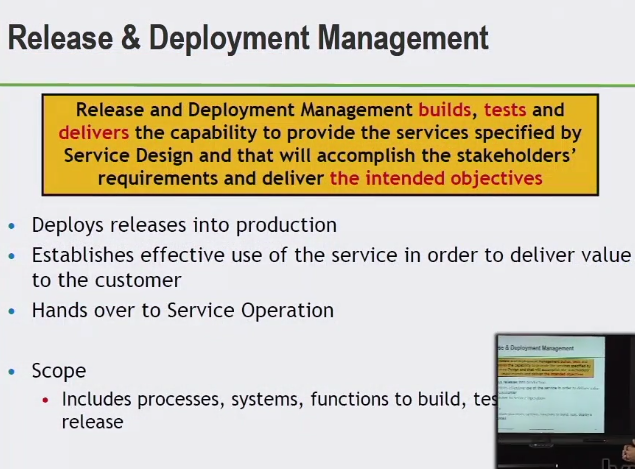 Release & Deployment Management
Release and Deployment Management builds, tests and
delivers the capability to provide the services specified by
Service Design and that will accomplish the stakeholders'
requirements and deliver the intended objectives
• Deploys releases into production
• Establishes effective use of the service in order to deliver value
to the customer
• Hands over to Service Operation
• Scope
• Includes processes, systems, functions to build,
release
& Deployment Management